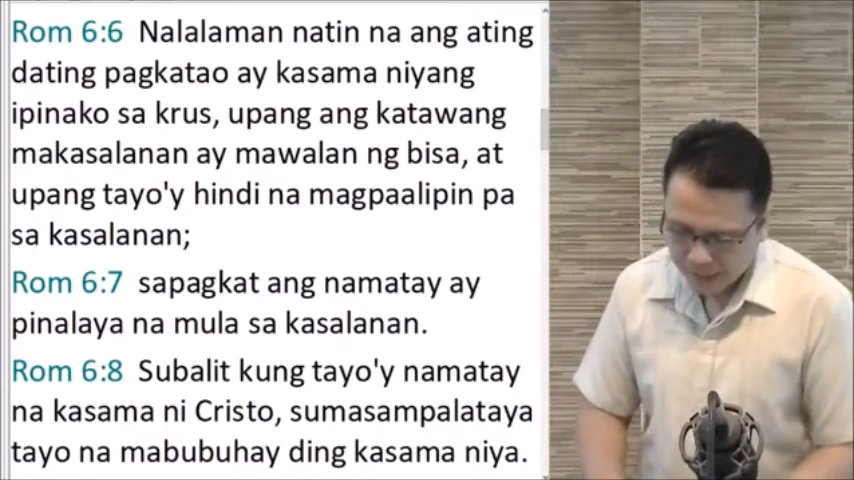 Rom 6:6 Nalalaman natin na ang ating
dating pagkatao ay kasama niyang
ipinako sa krus, upang ang katawang
makasalanan ay mawalan ng bisa, at
upang tayo'y hindi na magpaalipin pa
sa kasalanan;
Rom 6:7 sapagkat ang namatay ay
pinalaya na mula sa kasalanan.
Rom 6:8 Subalit kung tayo'y namatay
na kasama ni Cristo, sumasampalataya
tayo na mabubuhay ding kasama niya.